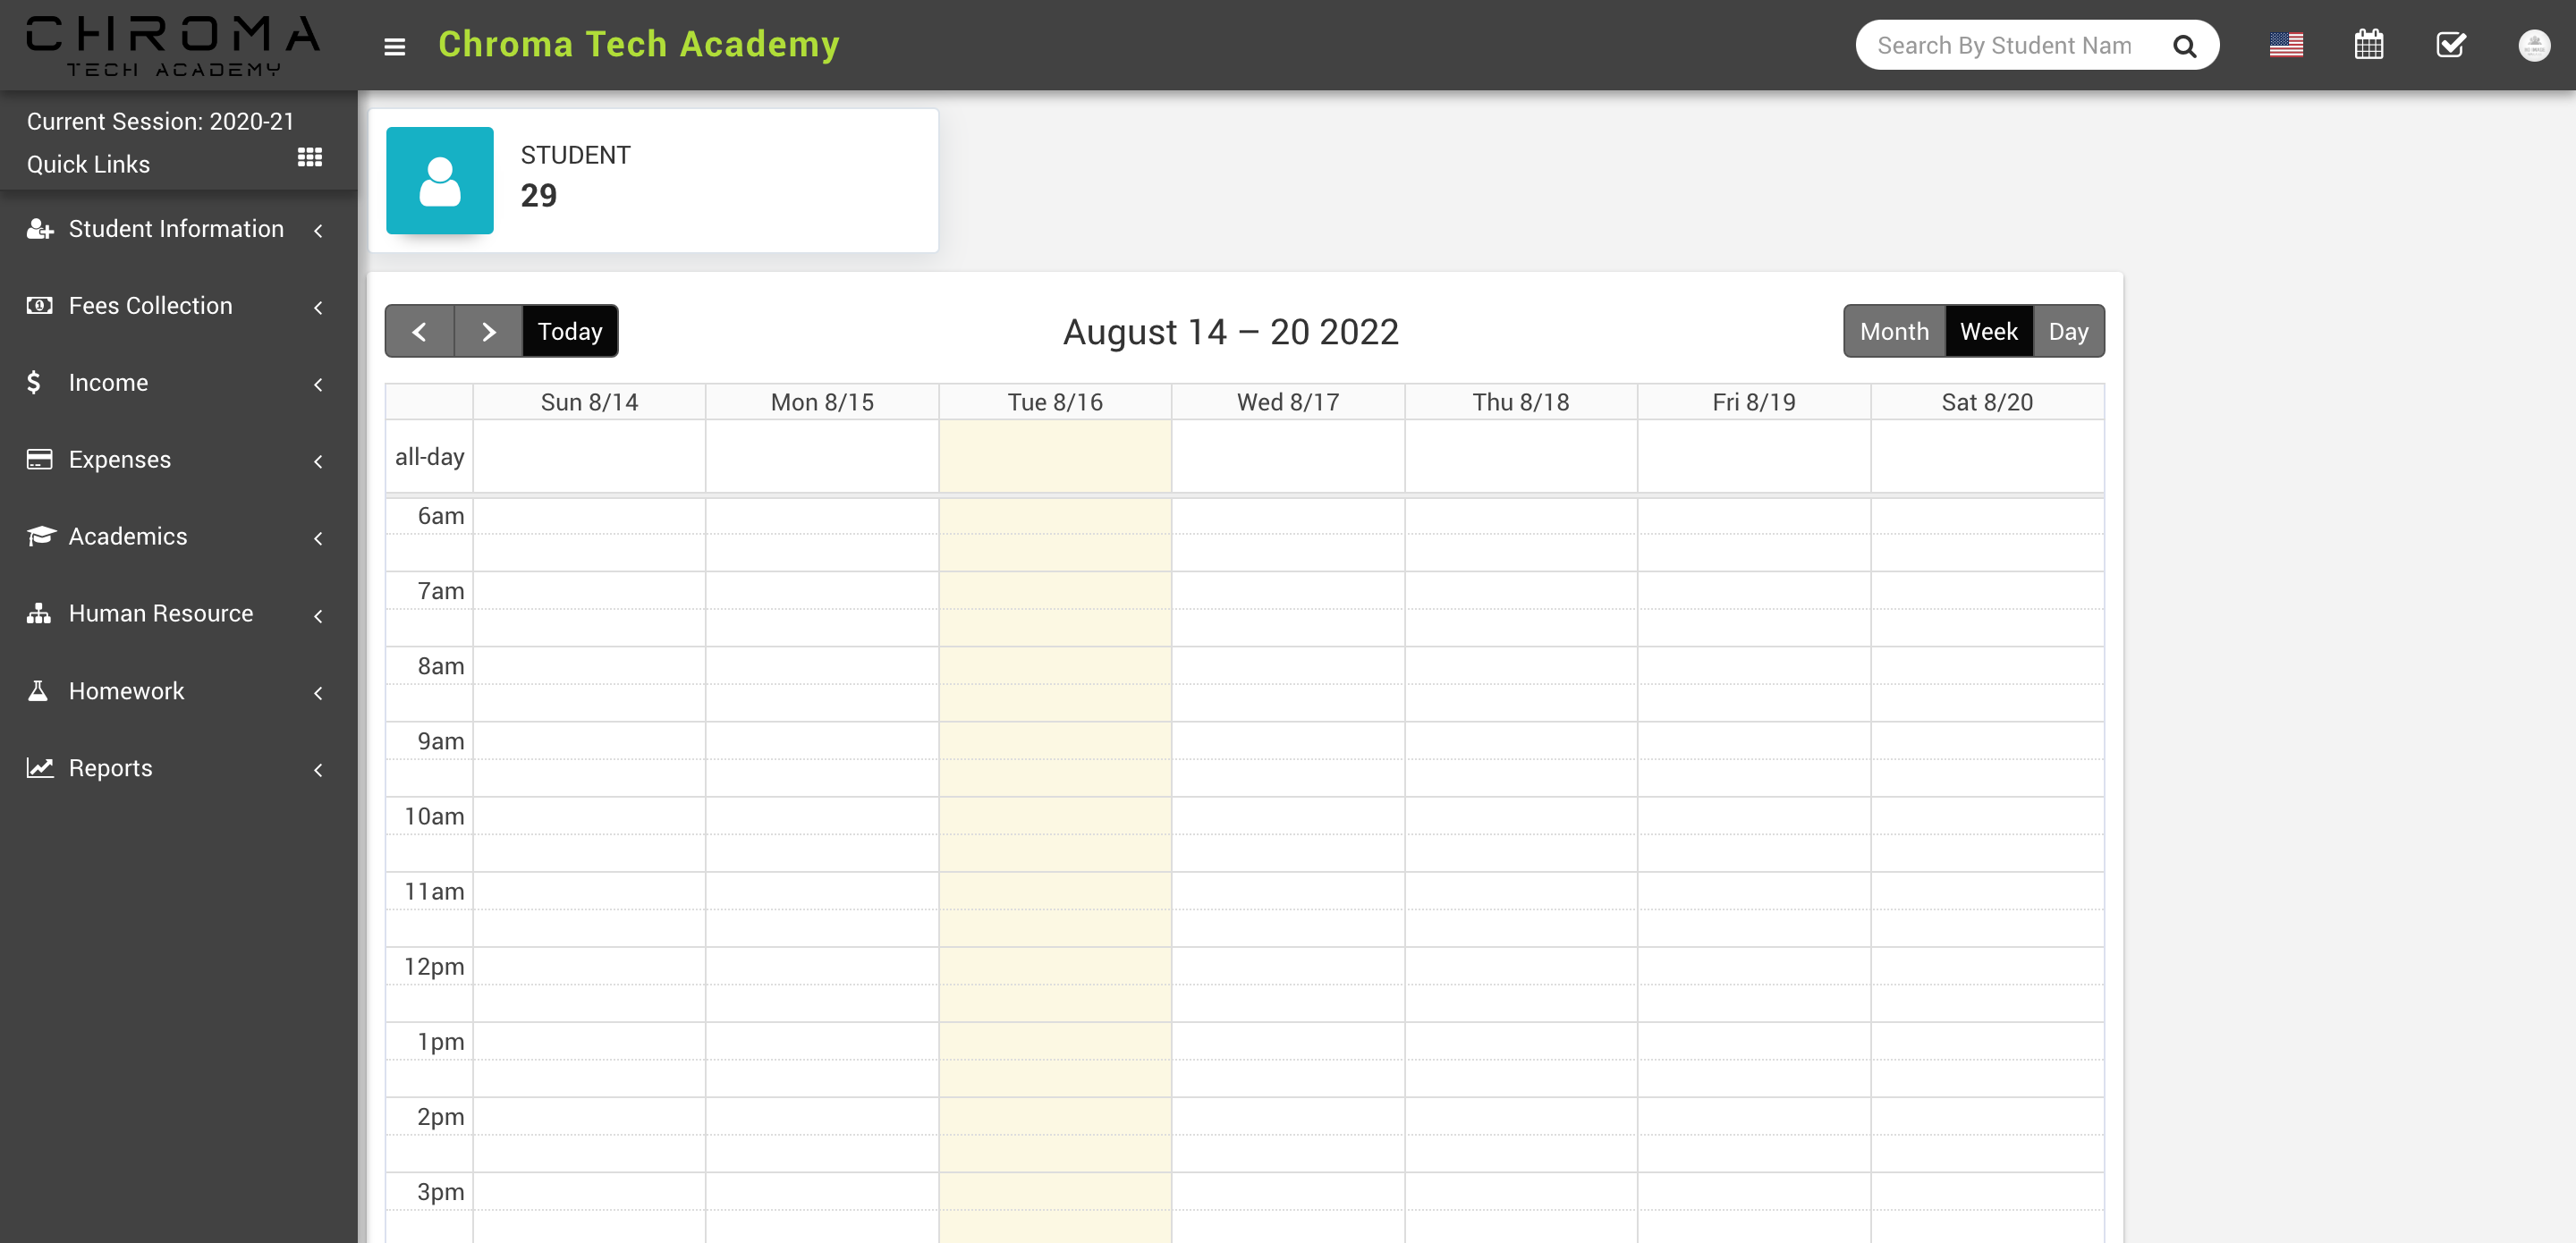 CHROMA
TECH ACADEMY
Chroma Tech Academy
Search By Student Nam
Current Session: 2020-21
Quick Links
Student Information
Fees Collection
Income
Expenses
Academics
Human Resource
Homework
Reports
STUDENT
29
Today
August 14 – 20 2022
Month Week Day
Sun 8/14 Mon 8/15 Tue 8/16 Wed 8/17 Thu 8/18 Fri 8/19 Sat 8/20
all-day
6am
7am
8am
9am
10am
11am
12pm
1pm
2pm
3pm